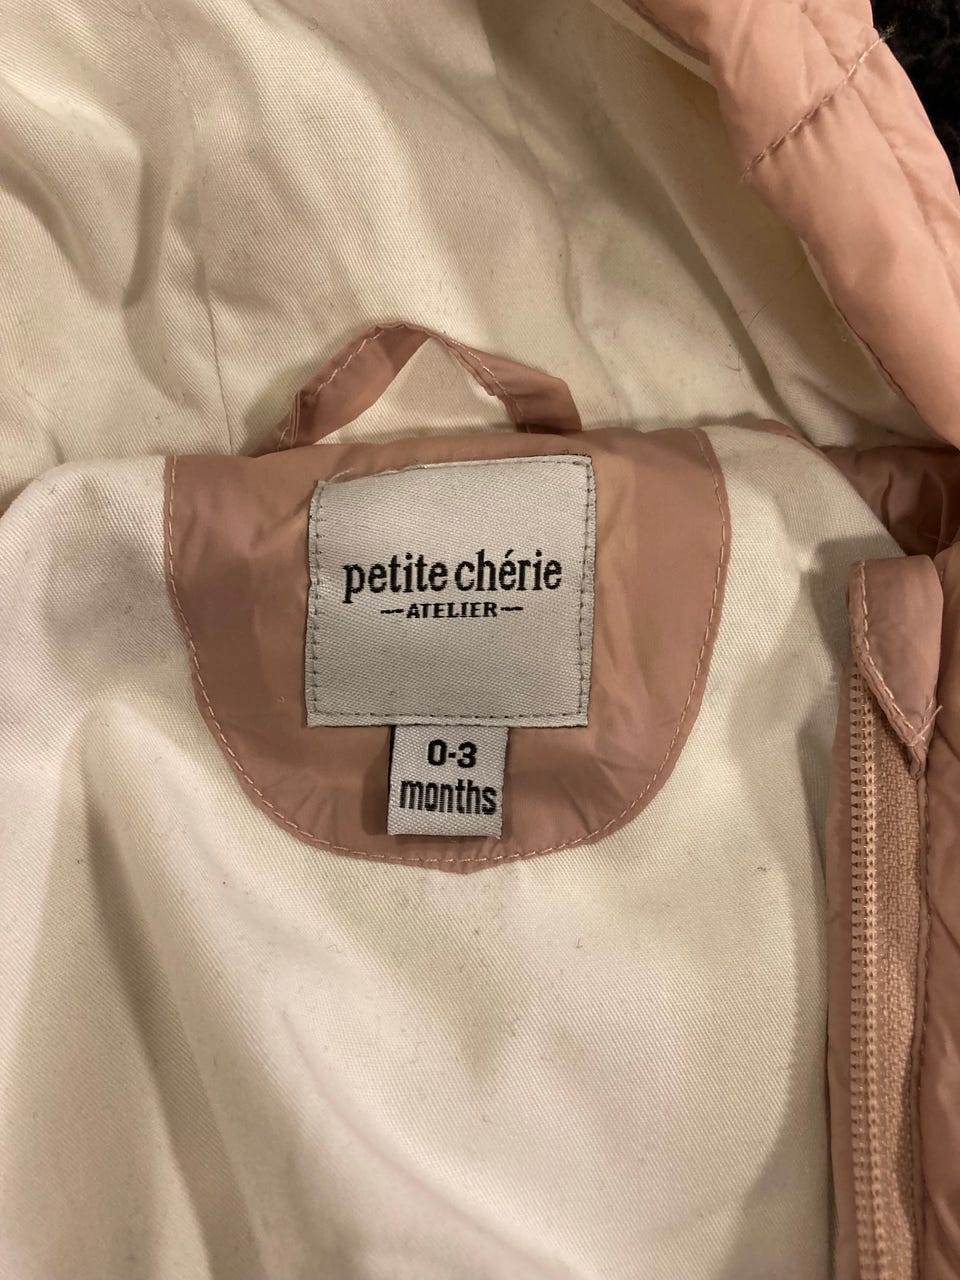 petite chérie
—ATELIER—
0-3
months